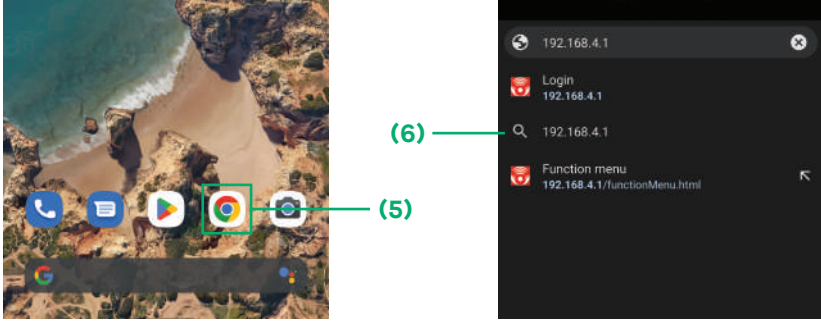 192.168.4.1
Login
192.168.4.1
(6)
192.168.4.1
Function menu
192.168.4.1/functionMenu.html
(5)
G